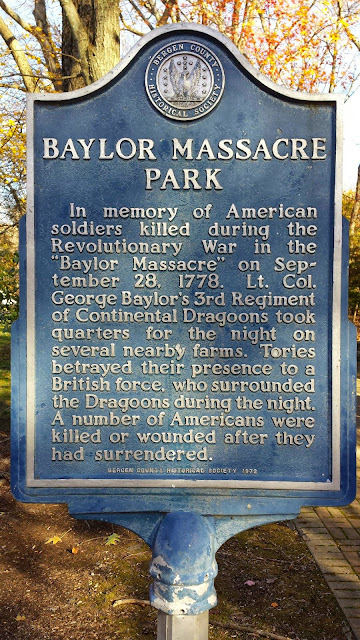 BERGEN COUNTY
HISTORICAL SOCIETY
BAYLOR MASSACRE
PARK
In memory of American
soldiers killed during the
Revolutionary War in the
"Baylor Massacre" on Sep-
tember 28, 1778. Lt. Col.
George Baylor's 3rd Regiment
of Continental Dragoons took
quarters for the night on
several nearby farms. Tories
betrayed their presence to a
British force, who surrounded
the Dragoons during the night.
A number of Americans were
killed or wounded after they
had surrendered.
BERGEN COUNTY HISTORICAL SOCIETY 1972